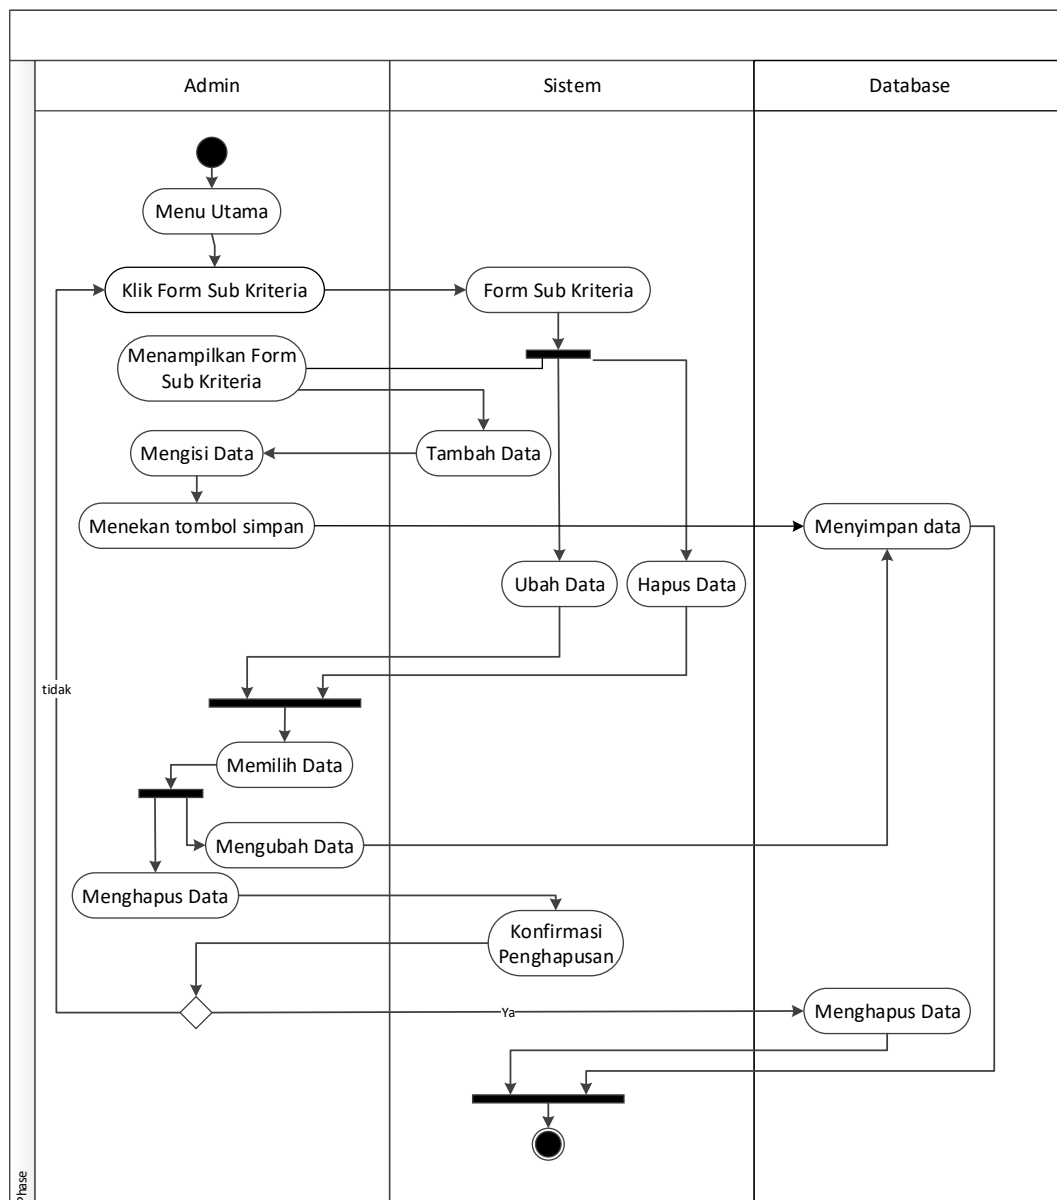 Admin
Sistem
Database
Menu Utama
Klik Form Sub Kriteria
Form Sub Kriteria
Menampilkan Form
Sub Kriteria
Mengisi Data
Tambah Data
Menekan tombol simpan
Menyimpan data
Ubah Data
Hapus Data
tidak
Memilih Data
Mengubah Data
Menghapus Data
Konfirmasi
Penghapusan
Ya
Menghapus Data
Phase